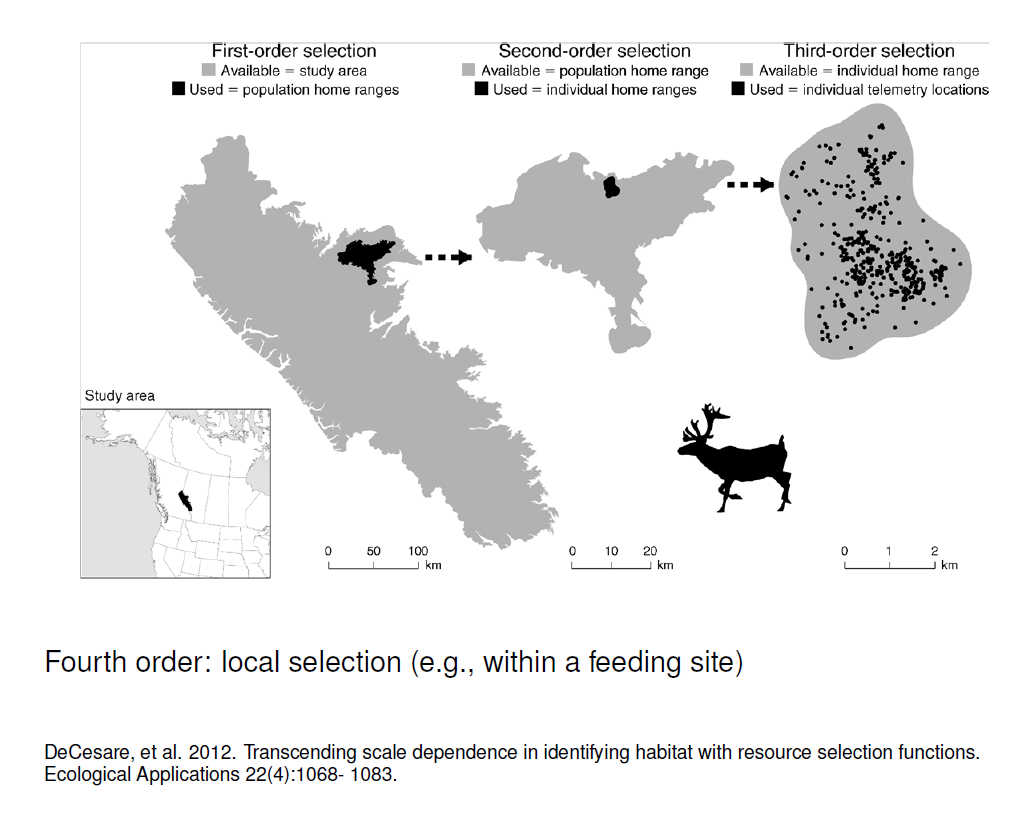 First-order selection
Available = study area
Used = population home ranges
Second-order selection
Available = population home range
Used = individual home ranges
Third-order selection
Available = individual home range
Used = individual telemetry locations
Study area
0 50 100
km
0 10 20
km
0 1 2
km
Fourth order: local selection (e.g., within a feeding site)
DeCesare, et al. 2012. Transcending scale dependence in identifying habitat with resource selection functions.
Ecological Applications 22(4):1068- 1083.